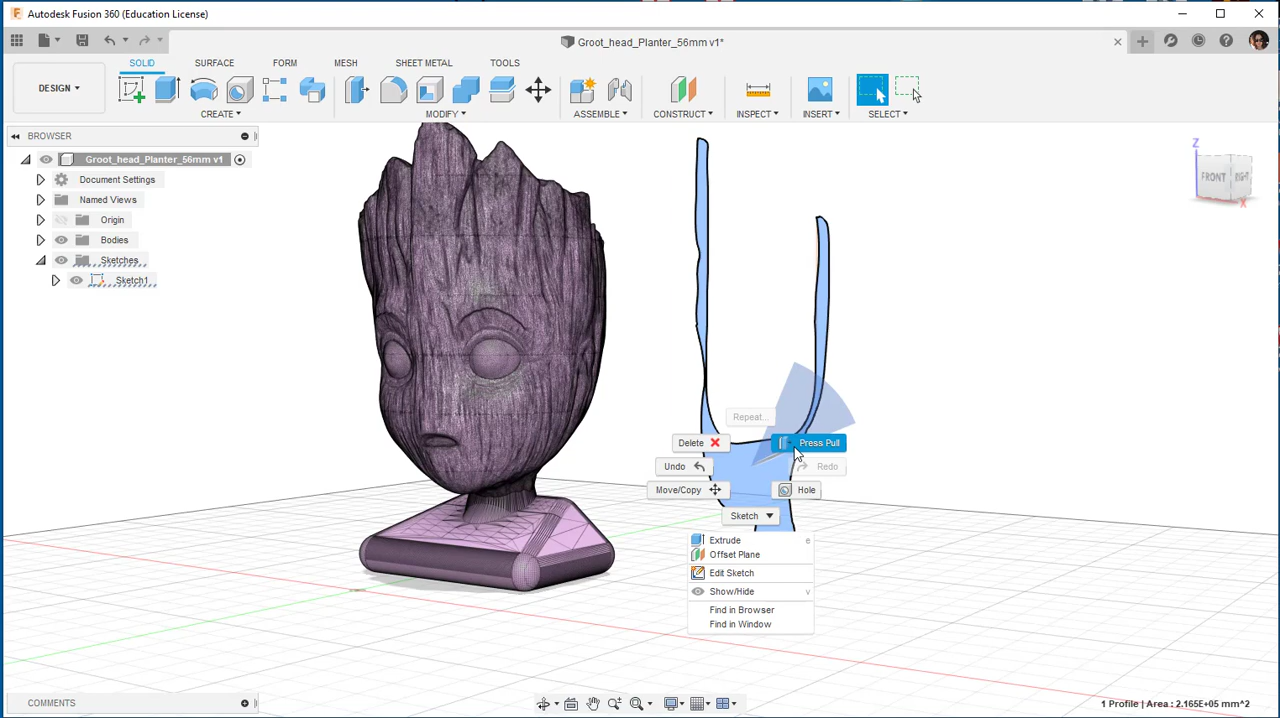 Autodesk Fusion 360 (Education License)
Groot_head_Planter_56mm v1*
SOLID SURFACE FORM MESH SHEET METAL TOOLS
DESIGN
CREATE MODIFY ASSEMBLE CONSTRUCT INSPECT INSERT SELECT
BROWSER
Groot_head_Planter_56mm v1
Document Settings
Named Views
Origin
Bodies
Sketches
Sketch1
Z
FRONT RIGHT
X
Repeat...
Delete Press Pull
Undo Redo
Move/Copy Hole
Sketch
Extrude e
Offset Plane
Edit Sketch
Show/Hide v
Find in Browser
Find in Window
COMMENTS
1 Profile | Area : 2.165E+05 mm^2